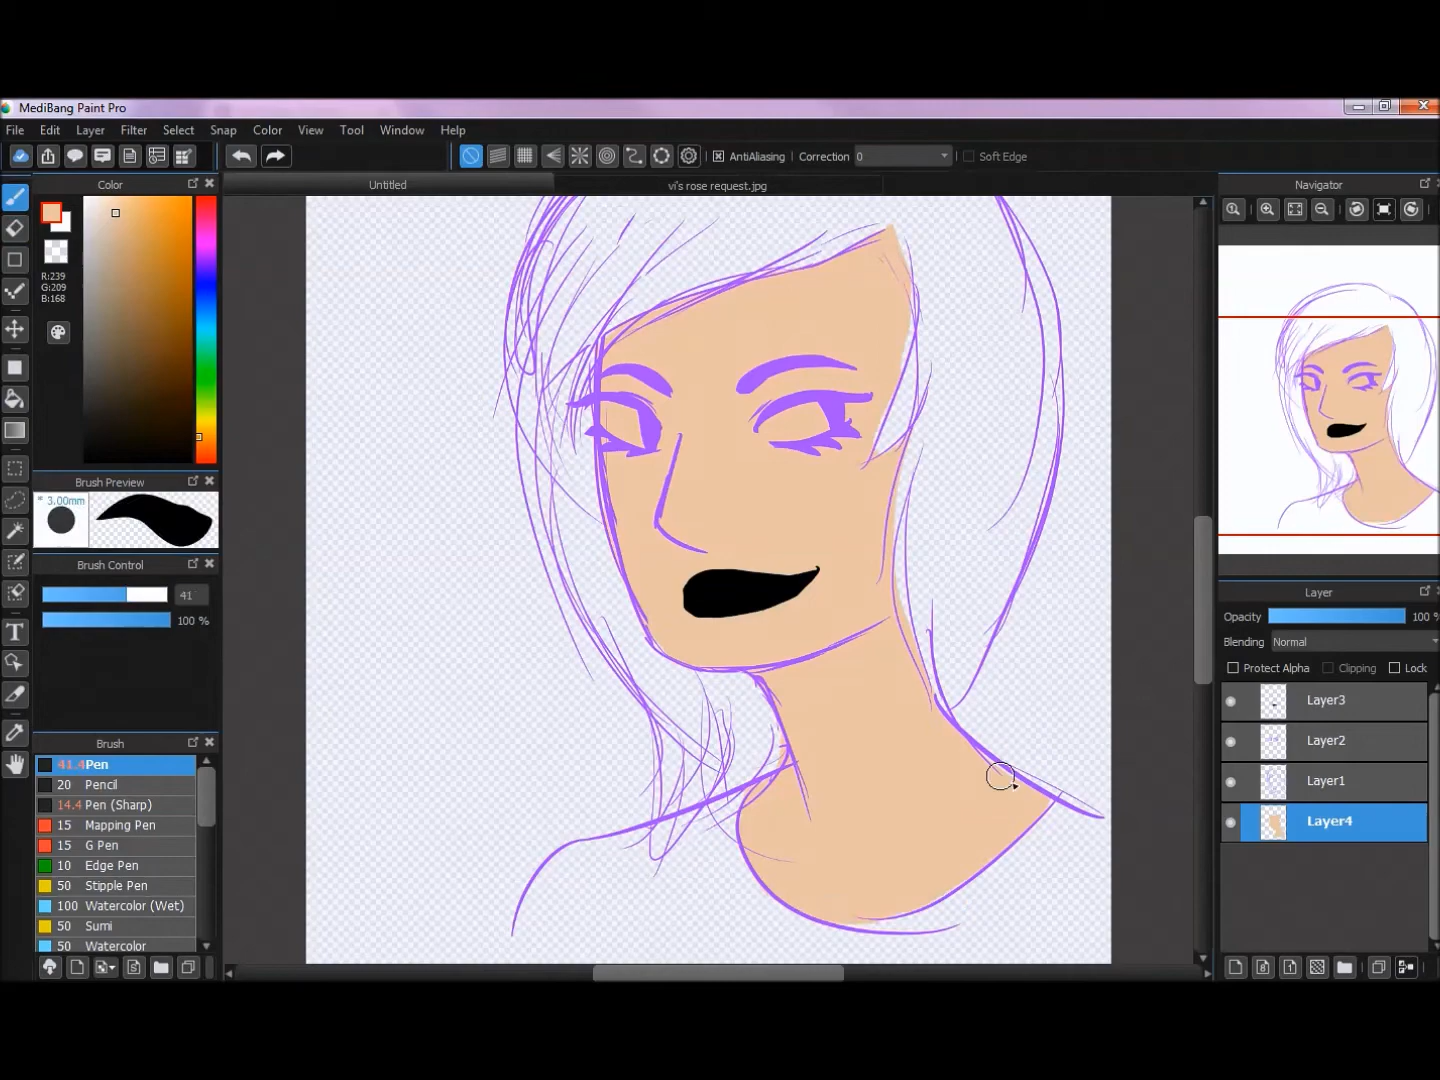 MediBang Paint Pro
File Edit Layer Filter Select Snap Color View Tool Window Help
AntiAliasing Correction 0 Soft Edge
Color
Untitled
vi's rose request.jpg
Navigator
R:239
G:209
B:168
Brush Preview
* 3.00mm
Brush Control
41
100 %
Brush
41.4 Pen
20 Pencil
14.4 Pen (Sharp)
15 Mapping Pen
15 G Pen
10 Edge Pen
50 Stipple Pen
100 Watercolor (Wet)
50 Sumi
50 Watercolor
Layer
Opacity 100 %
Blending Normal
Protect Alpha Clipping Lock
Layer3
Layer2
Layer1
Layer4
T
8
1
S